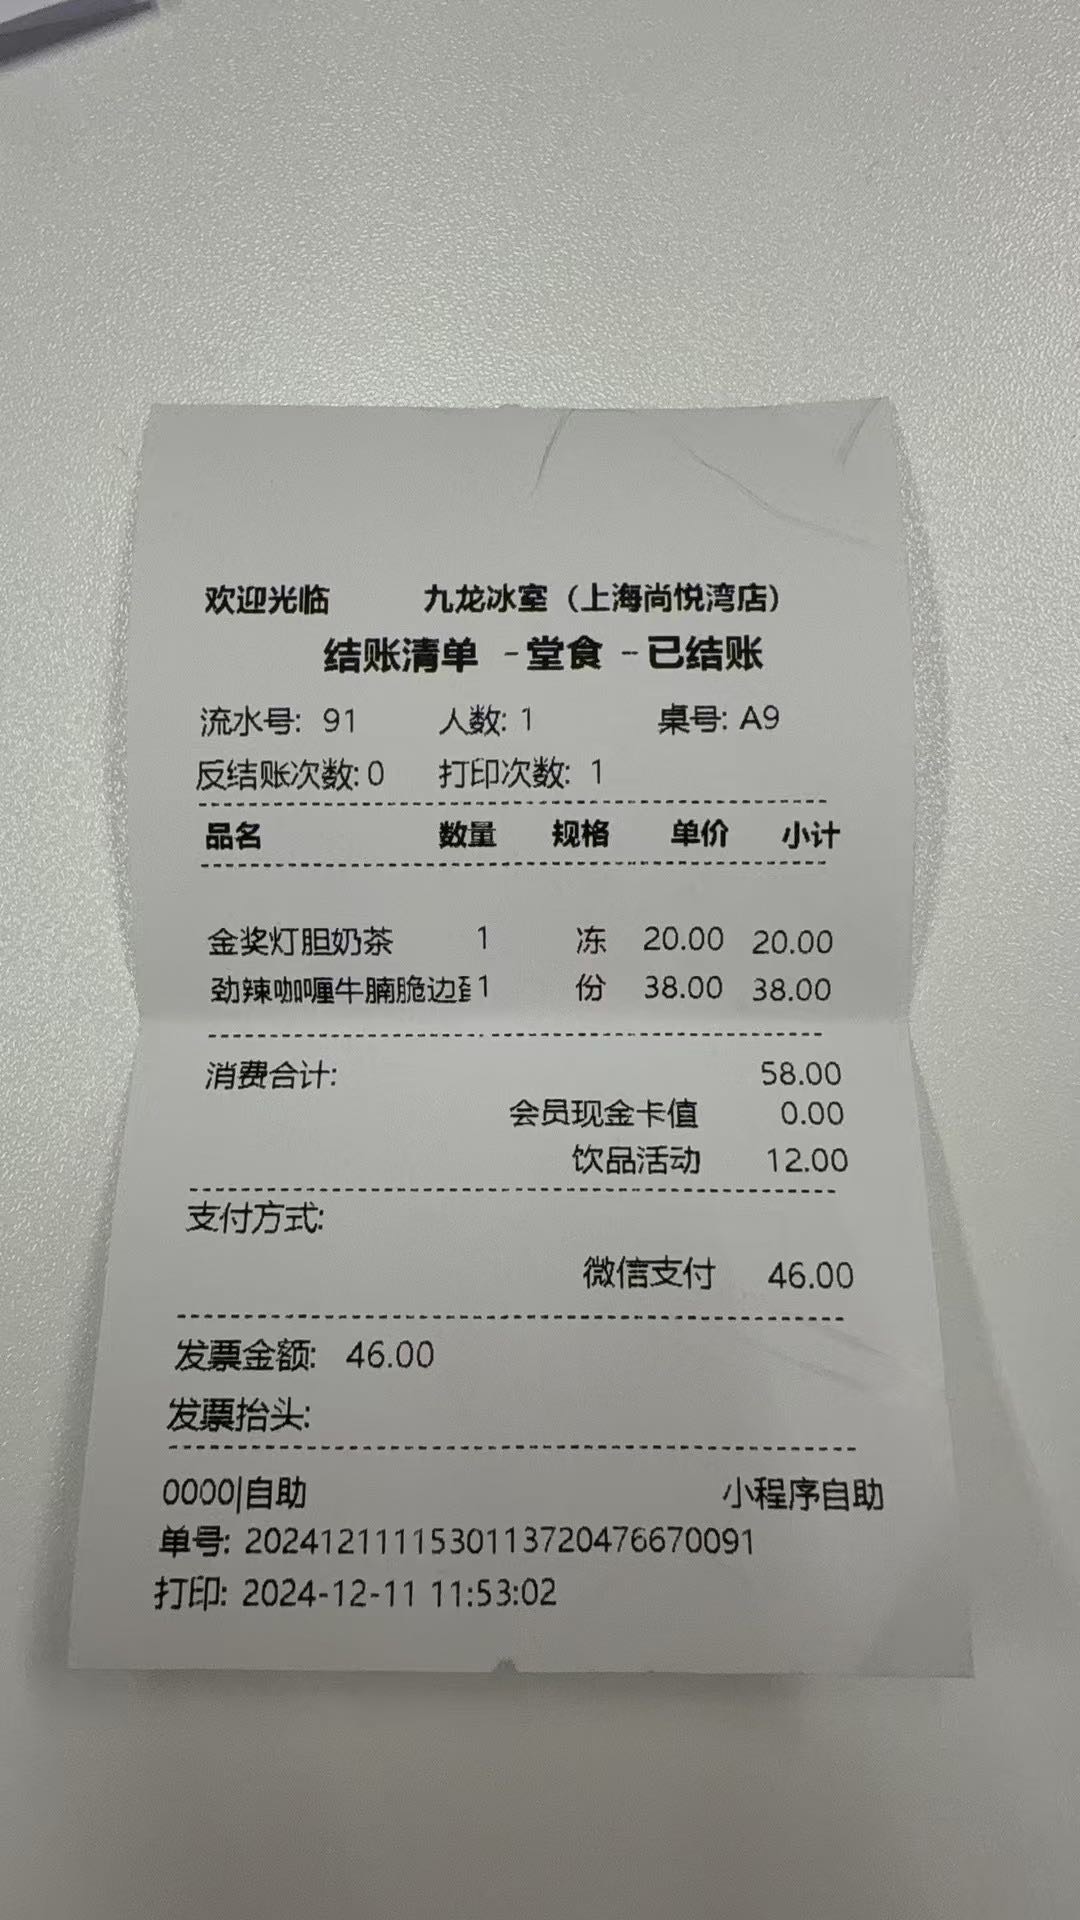 欢迎光临 九龙冰室（上海尚悦湾店）
结账清单 -堂食 -已结账
流水号: 91 人数: 1 桌号: A9
反结账次数: 0 打印次数: 1
品名 数量 规格 单价 小计
金奖灯胆奶茶 1 冻 20.00 20.00
劲辣咖喱牛腩脆边 1 份 38.00 38.00
消费合计: 58.00
会员现金卡值 0.00
饮品活动 12.00
支付方式:
微信支付 46.00
发票金额: 46.00
发票抬头:
0000|自助 小程序自助
单号: 2024121111530113720476670091
打印: 2024-12-11 11:53:02